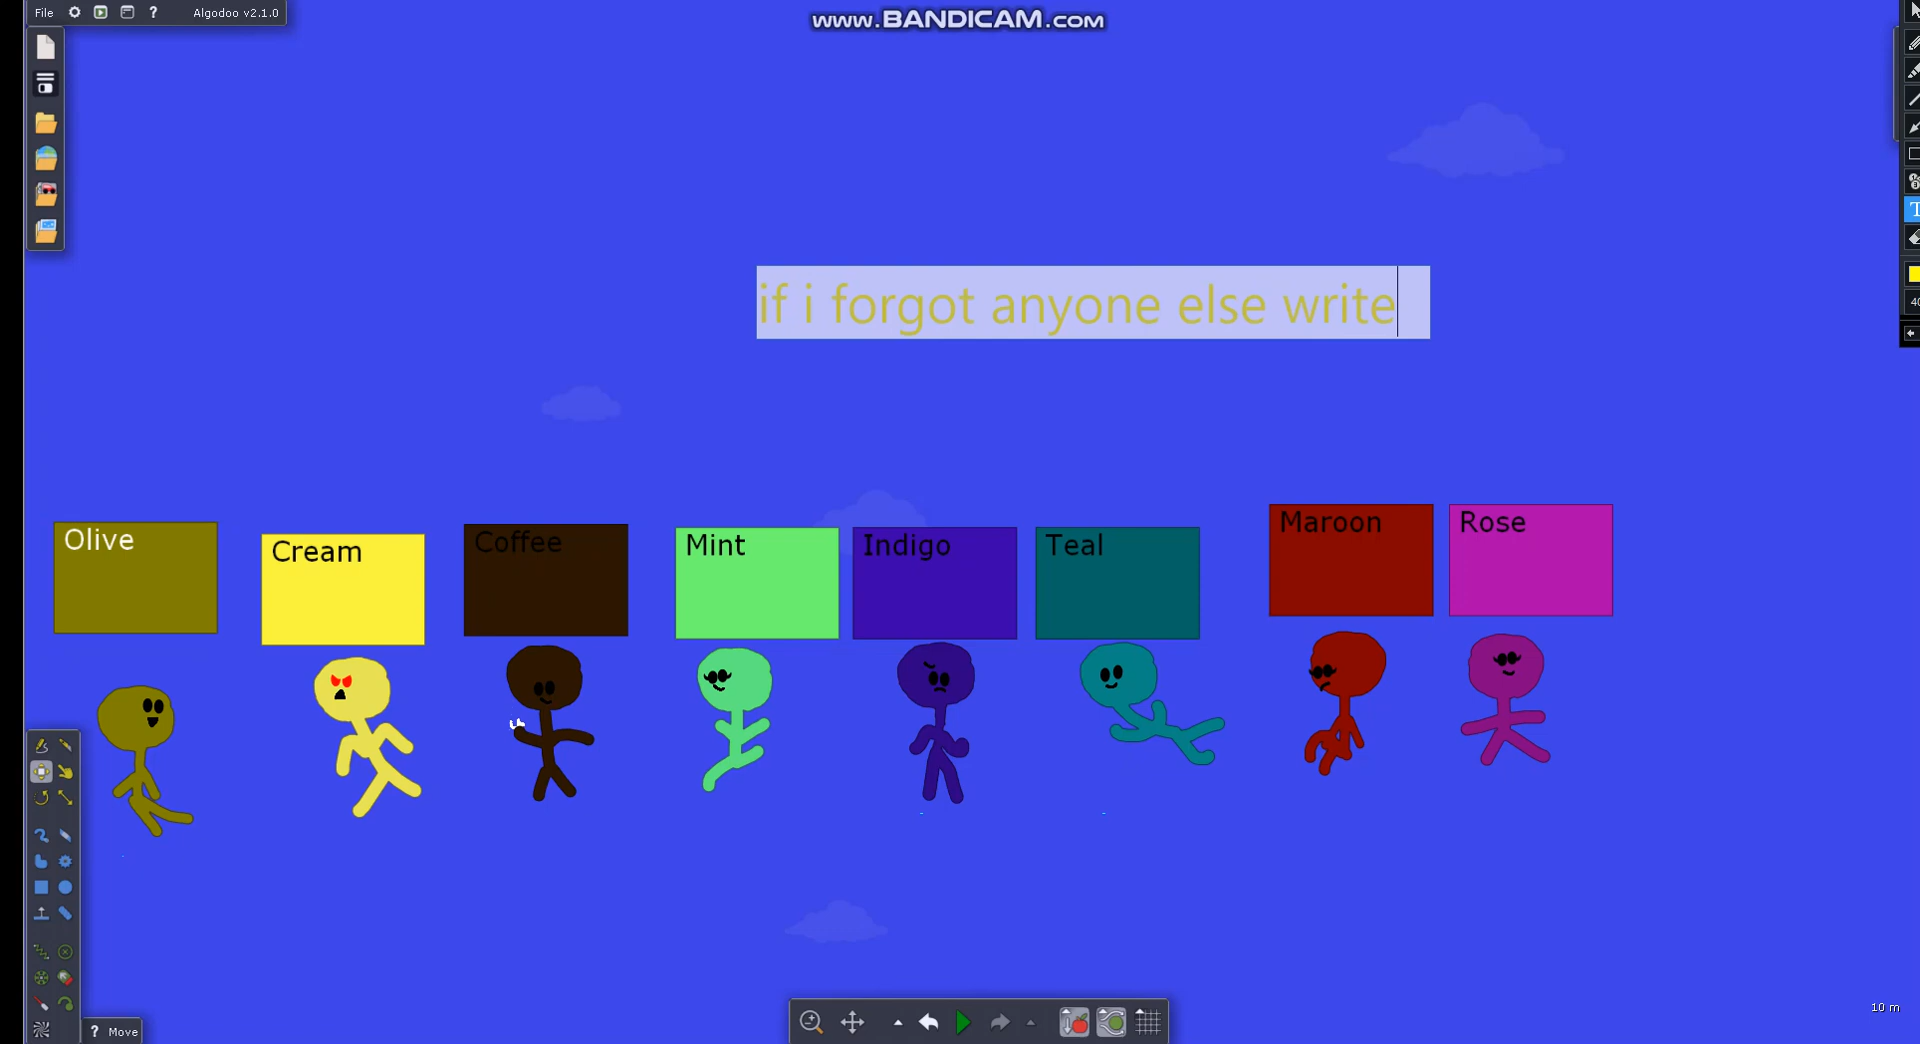 File ? Algodoo v2.1.0
www.BANDICAM.com
T
if i forgot anyone else write
40
Olive
Cream
Coffee
Mint
Indigo
Teal
Maroon
Rose
10 m
? Move